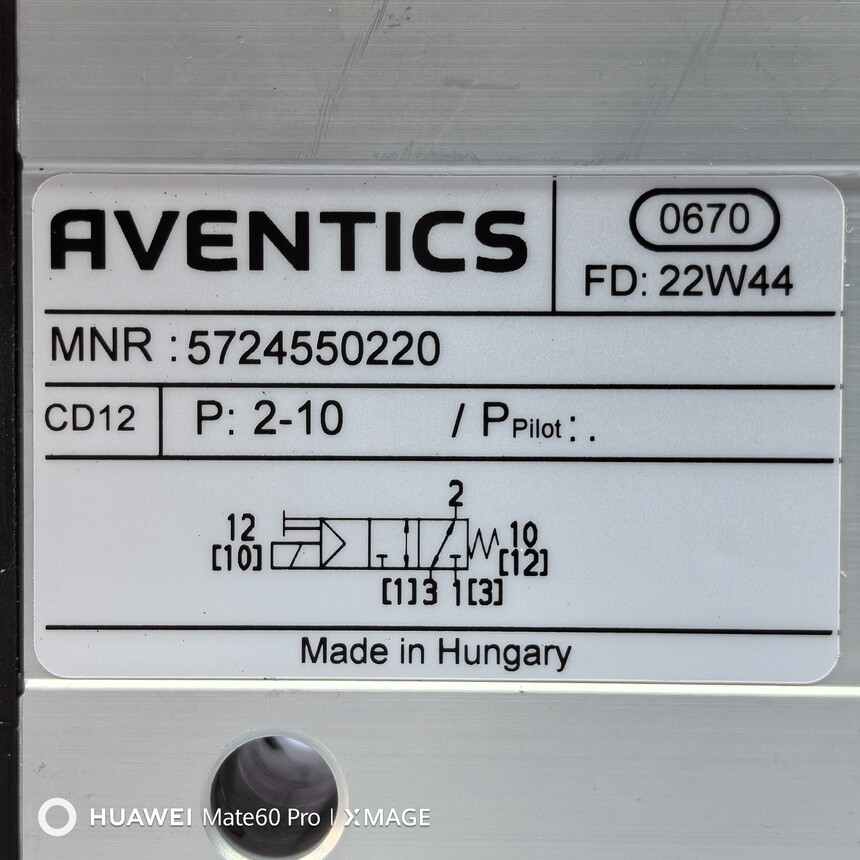 AVENTICS
0670
FD: 22W44
MNR : 5724550220
CD12
P: 2-10 / PPilot: .
2
12 10
[10] [12]
[1]3 1[3]
Made in Hungary
HUAWEI Mate60 Pro | XMAGE